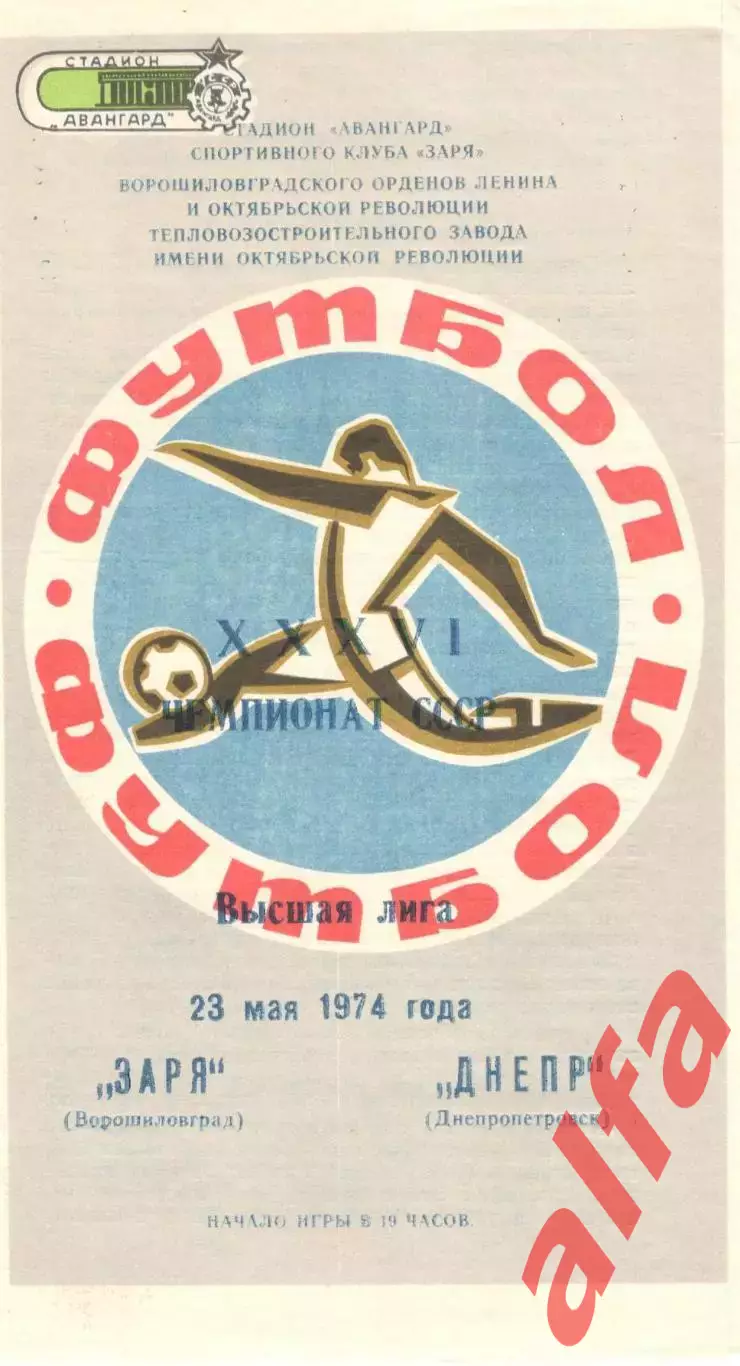 СТАДИОН
„АВАНГАРД"
СТАДИОН «АВАНГАРД»
СПОРТИВНОГО КЛУБА «ЗАРЯ»
ВОРОШИЛОВГРАДСКОГО ОРДЕНОВ ЛЕНИНА
И ОКТЯБРЬСКОЙ РЕВОЛЮЦИИ
ТЕПЛОВОЗОСТРОИТЕЛЬНОГО ЗАВОДА
ИМЕНИ ОКТЯБРЬСКОЙ РЕВОЛЮЦИИ
ФУТБОЛ · ФУТБОЛ ·
XXXVI
ЧЕМПИОНАТ СССР
Высшая лига
23 мая 1974 года
„ЗАРЯ" „ДНЕПР"
(Ворошиловград) (Днепропетровск)
НАЧАЛО ИГРЫ В 19 ЧАСОВ.
alfa